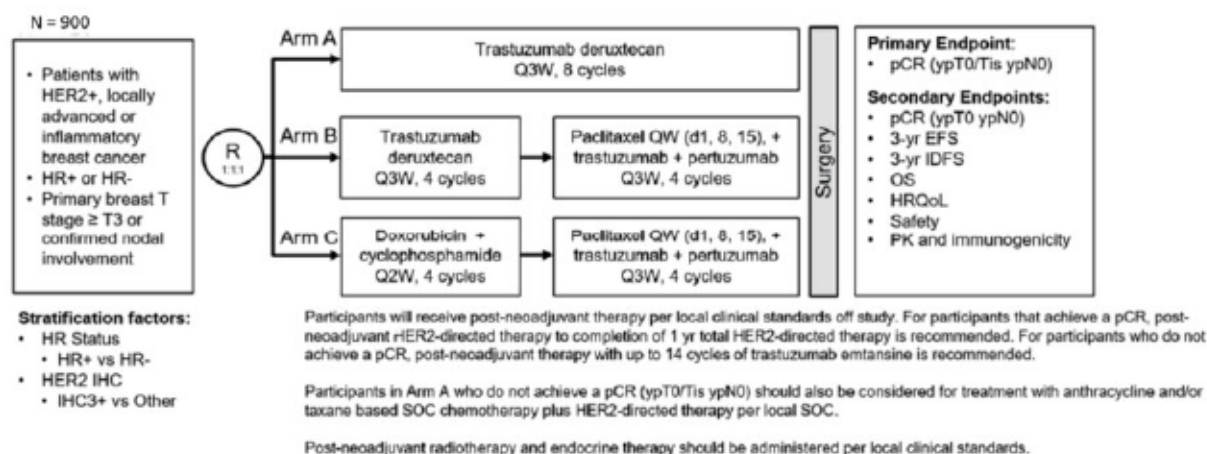 N = 900
• Patients with
HER2+, locally
advanced or
inflammatory
breast cancer
• HR+ or HR-
• Primary breast T
stage ≥ T3 or
confirmed nodal
involvement
Stratification factors:
• HR Status
• HR+ vs HR-
• HER2 IHC
• IHC3+ vs Other
R
1:1:1
Arm A
Trastuzumab deruxtecan
Q3W, 8 cycles
Arm B
Trastuzumab
deruxtecan
Q3W, 4 cycles
Paclitaxel QW (d1, 8, 15), +
trastuzumab + pertuzumab
Q3W, 4 cycles
Arm C
Doxorubicin +
cyclophosphamide
Q2W, 4 cycles
Paclitaxel QW (d1, 8, 15), +
trastuzumab + pertuzumab
Q3W, 4 cycles
Surgery
Primary Endpoint:
• pCR (ypT0/Tis ypN0)
Secondary Endpoints:
• pCR (ypT0 ypN0)
• 3-yr EFS
• 3-yr IDFS
• OS
• HRQoL
• Safety
• PK and immunogenicity
Participants will receive post-neoadjuvant therapy per local clinical standards off study. For participants that achieve a pCR, post-
neoadjuvant HER2-directed therapy to completion of 1 yr total HER2-directed therapy is recommended. For participants who do not
achieve a pCR, post-neoadjuvant therapy with up to 14 cycles of trastuzumab emtansine is recommended.
Participants in Arm A who do not achieve a pCR (ypT0/Tis ypN0) should also be considered for treatment with anthracycline and/or
taxane based SOC chemotherapy plus HER2-directed therapy per local SOC.
Post-neoadjuvant radiotherapy and endocrine therapy should be administered per local clinical standards.